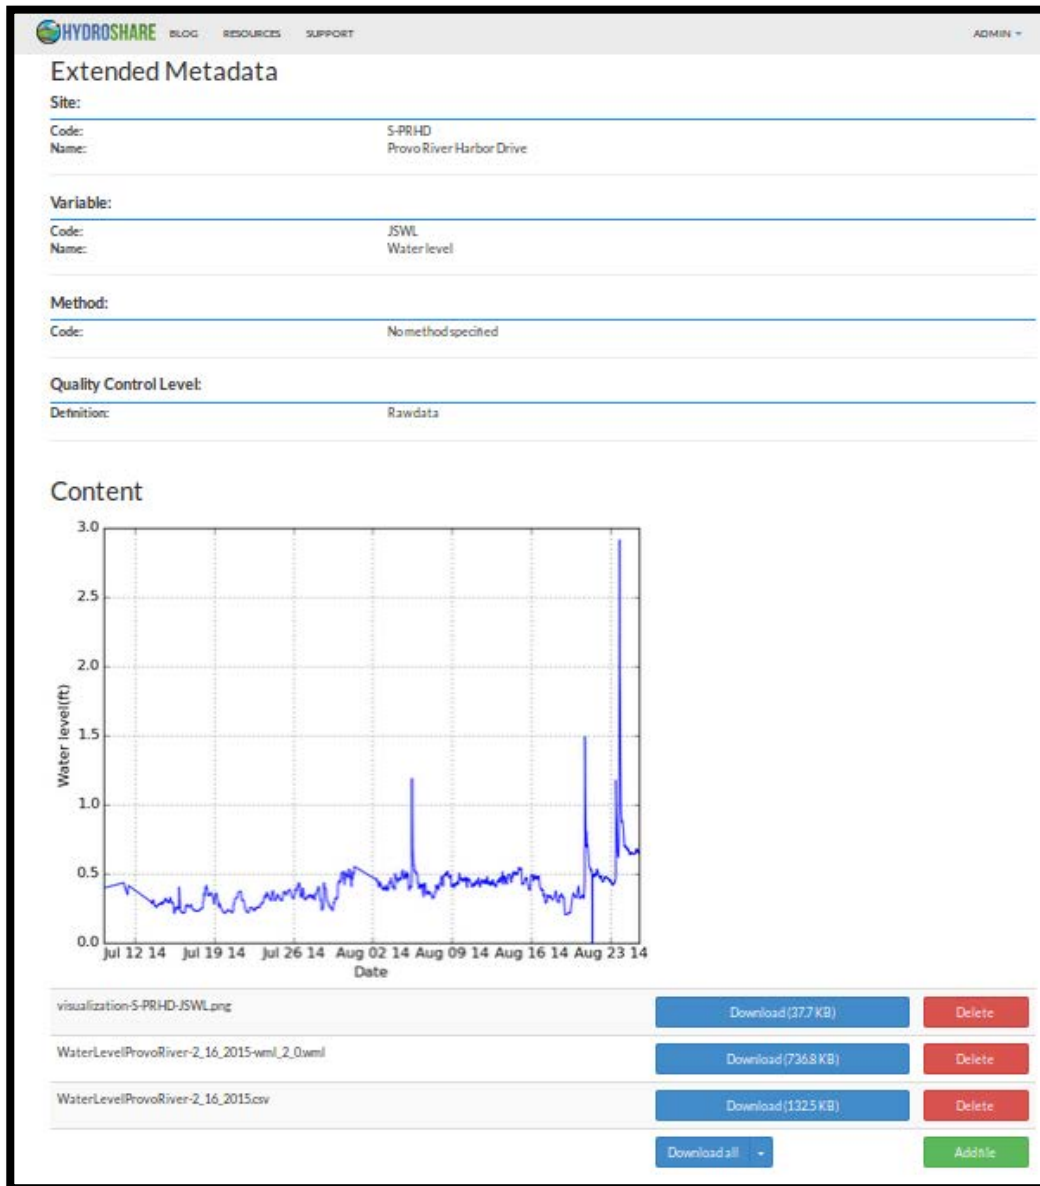 HYDROSHARE BLOG RESOURCES SUPPORT ADMIN
Extended Metadata
Site:
Code: S-PRHD
Name: Provo River Harbor Drive
Variable:
Code: JSWL
Name: Water level
Method:
Code: No method specified
Quality Control Level:
Definition: Raw data
Content
3.0
2.5
2.0
1.5
1.0
0.5
0.0
Water level(ft)
Jul 12 14 Jul 19 14 Jul 26 14 Aug 02 14 Aug 09 14 Aug 16 14 Aug 23 14
Date
visualization-S-PRHD-JSWL.png Download (37.7 KB) Delete
WaterLevelProvoRiver-2_16_2015-wml_2_0.wml Download (736.8 KB) Delete
WaterLevelProvoRiver-2_16_2015.csv Download (132.5 KB) Delete
Download all Add file